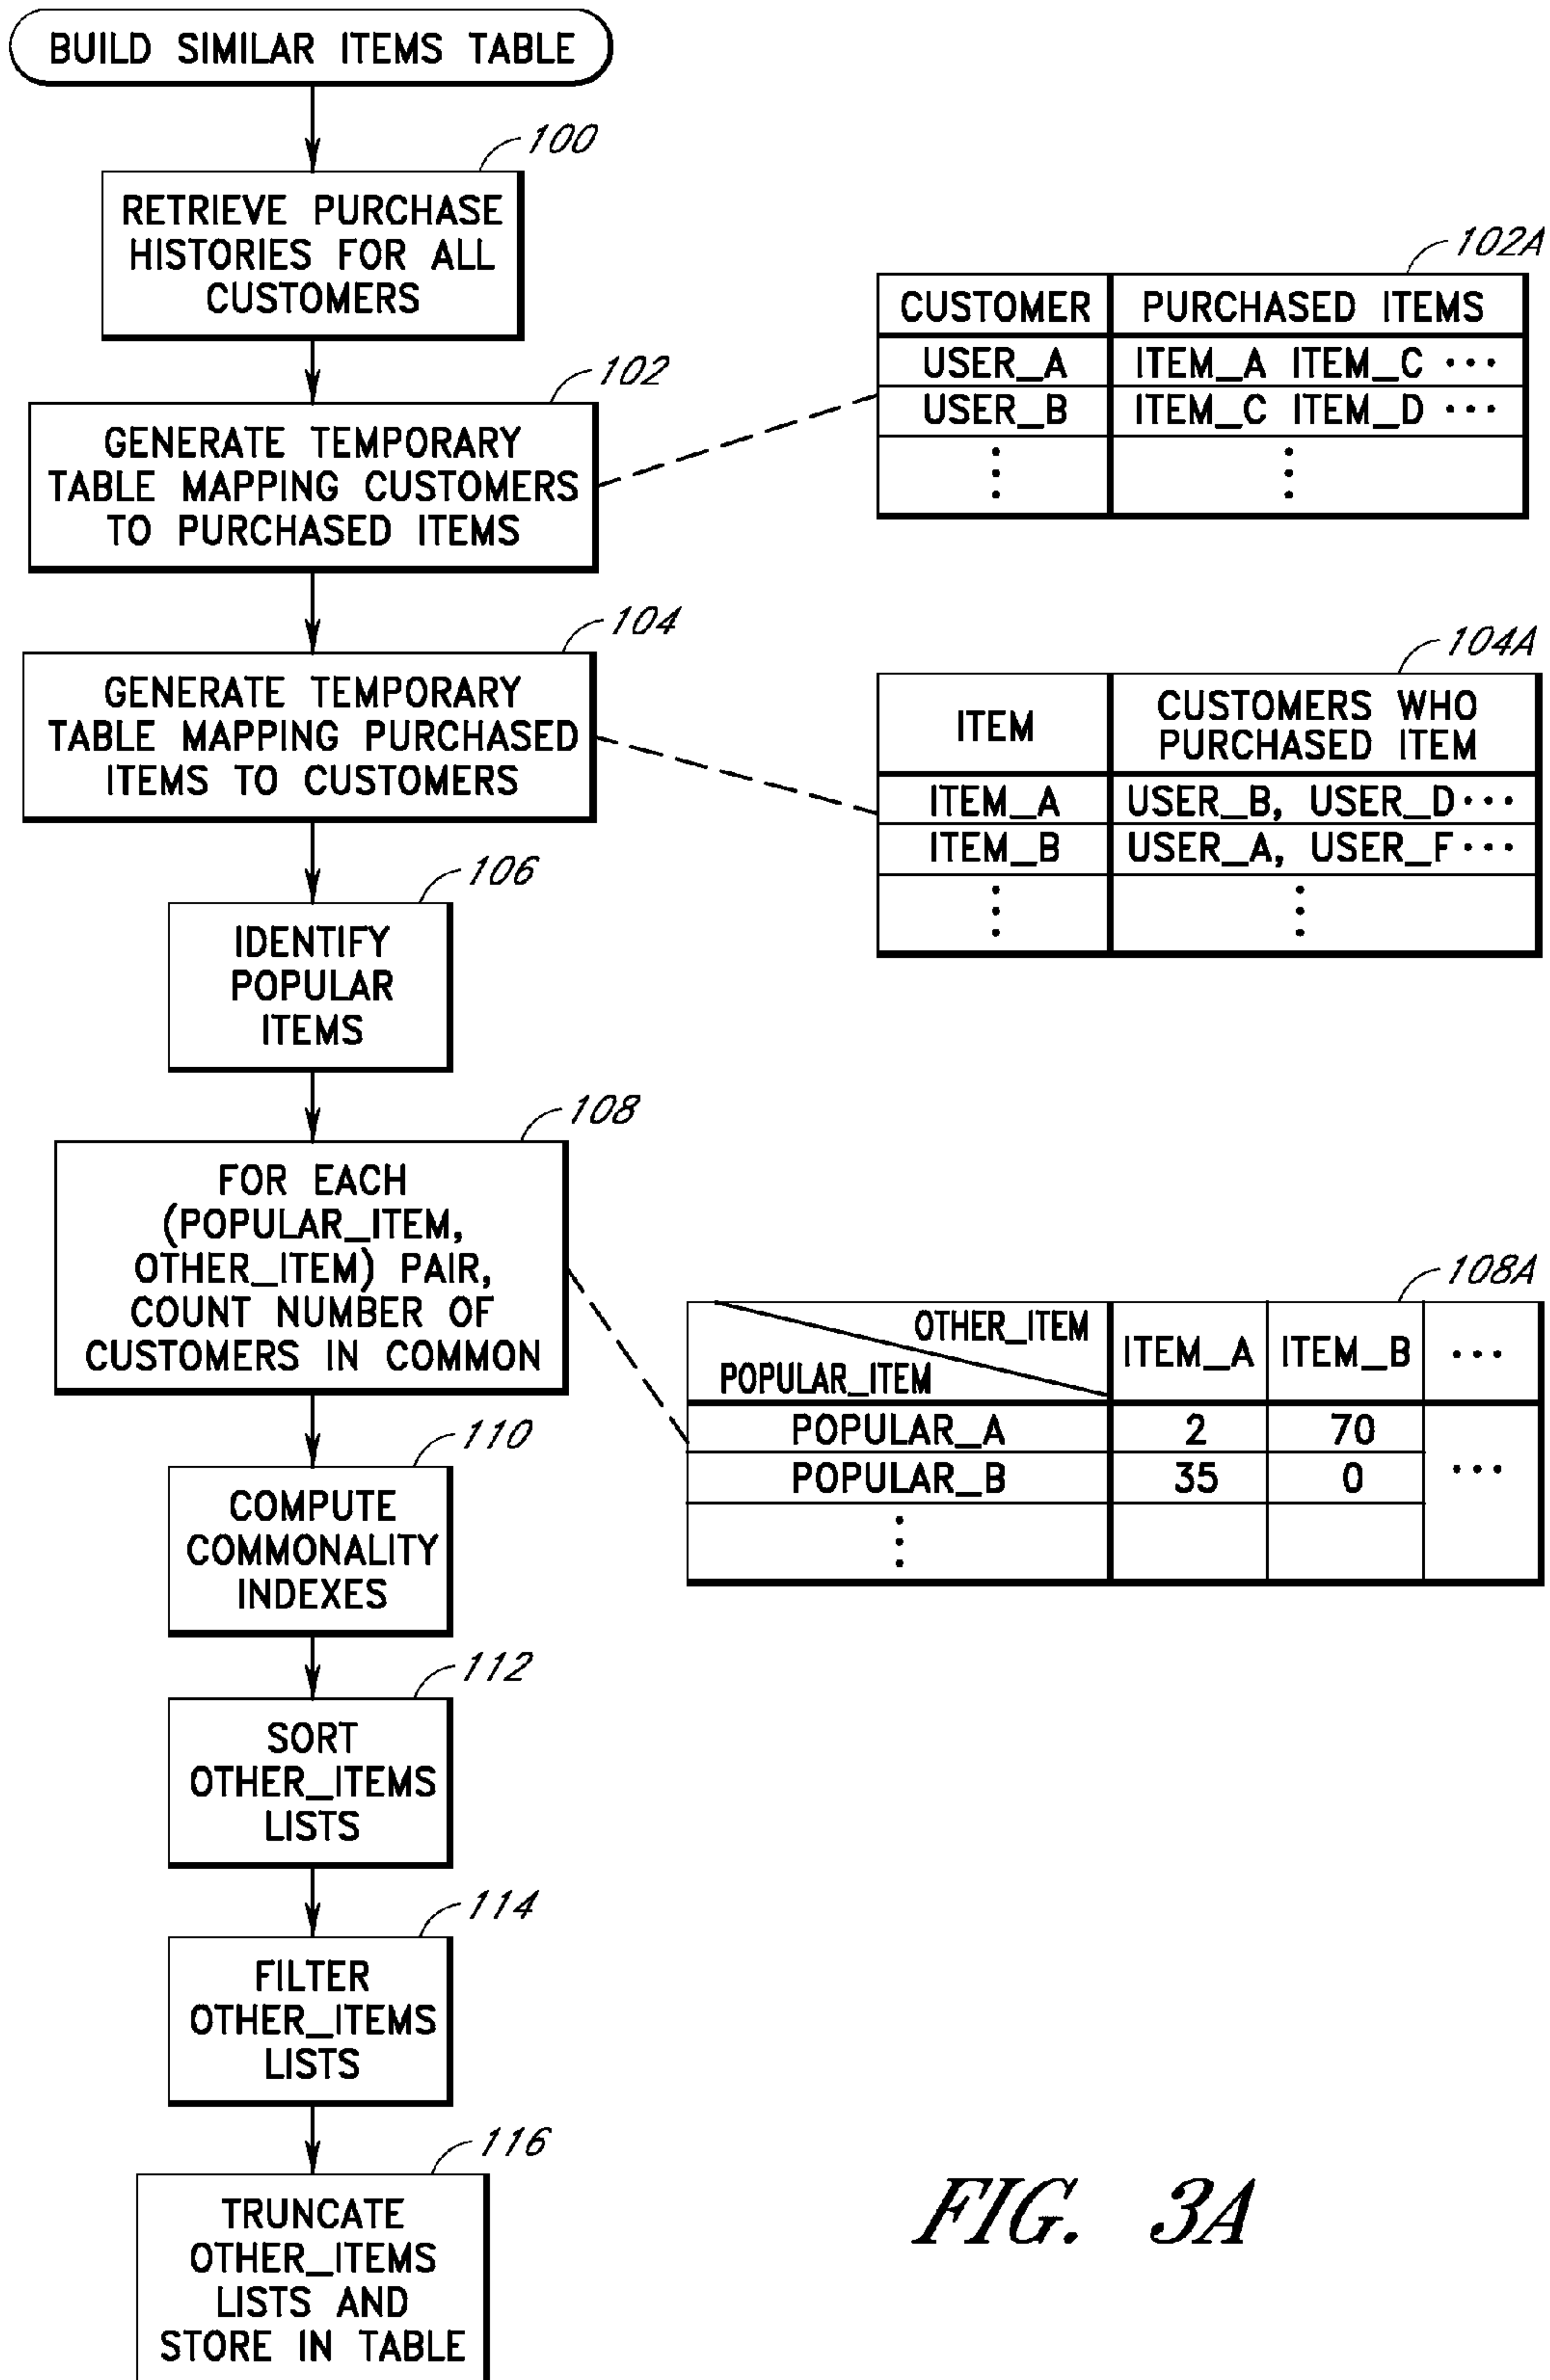 BUILD SIMILAR ITEMS TABLE
100
RETRIEVE PURCHASE
HISTORIES FOR ALL
CUSTOMERS
102
GENERATE TEMPORARY
TABLE MAPPING CUSTOMERS
TO PURCHASED ITEMS
102A
CUSTOMER PURCHASED ITEMS
USER_A ITEM_A ITEM_C ···
USER_B ITEM_C ITEM_D ···
104
GENERATE TEMPORARY
TABLE MAPPING PURCHASED
ITEMS TO CUSTOMERS
104A
ITEM
CUSTOMERS WHO
PURCHASED ITEM
ITEM_A USER_B, USER_D···
ITEM_B USER_A, USER_F···
106
IDENTIFY
POPULAR
ITEMS
108
FOR EACH
(POPULAR_ITEM,
OTHER_ITEM) PAIR,
COUNT NUMBER OF
CUSTOMERS IN COMMON
108A
OTHER_ITEM
POPULAR_ITEM
ITEM_A ITEM_B ···
POPULAR_A 2 70
POPULAR_B 35 0 ···
110
COMPUTE
COMMONALITY
INDEXES
112
SORT
OTHER_ITEMS
LISTS
114
FILTER
OTHER_ITEMS
LISTS
116
TRUNCATE
OTHER_ITEMS
LISTS AND
STORE IN TABLE
FIG. 3A